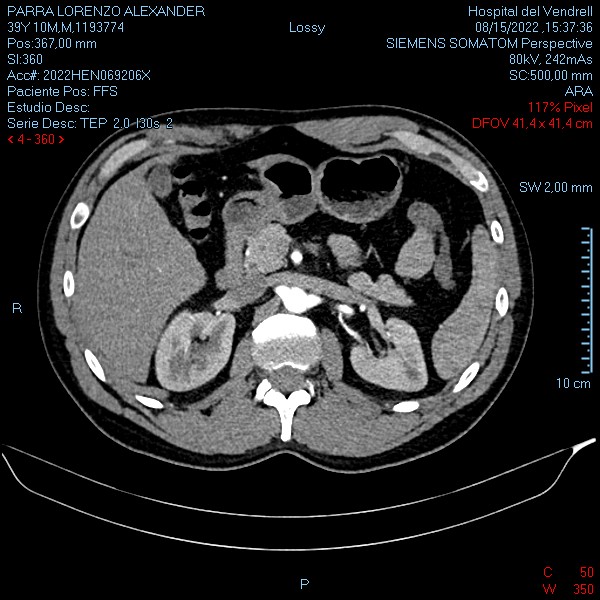 PARRA LORENZO ALEXANDER
39Y 10M,M,1193774
Pos:367,00 mm
SI:360
Acc#: 2022HEN069206X
Paciente Pos: FFS
Estudio Desc:
Serie Desc: TEP 2.0 I30s 2
< 4 - 360 >
Lossy
Hospital del Vendrell
08/15/2022 ,15:37:36
SIEMENS SOMATOM Perspective
80kV, 242mAs
SC:500,00 mm
ARA
117% Pixel
DFOV 41,4 x 41,4 cm
SW 2,00 mm
R
10 cm
P
C 50
W 350